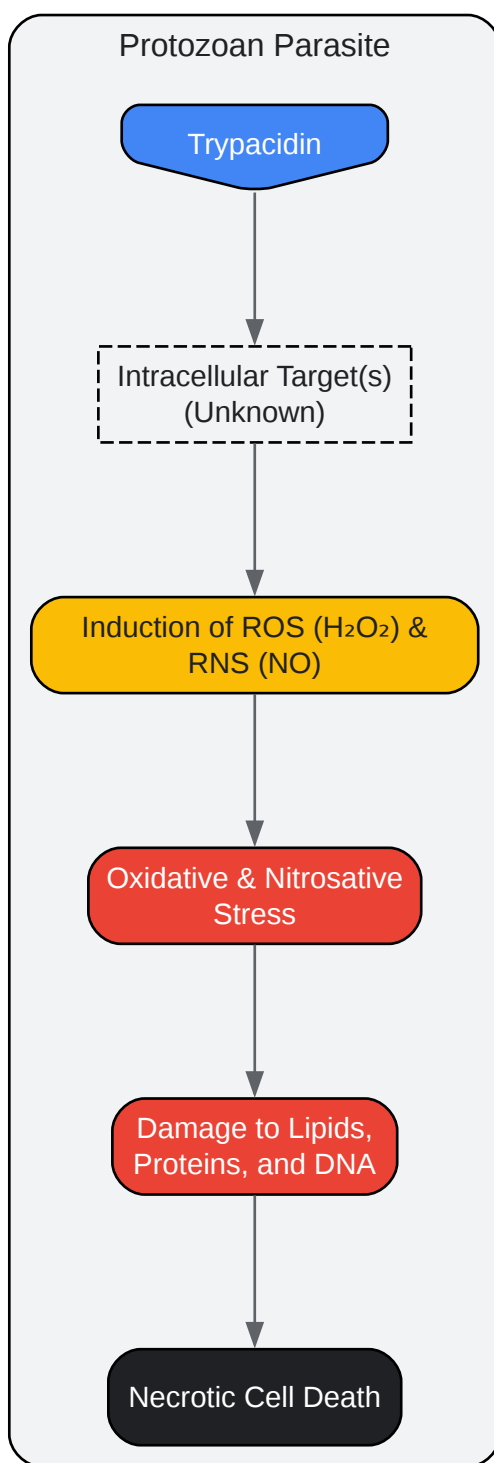 Protozoan Parasite
Trypacidin
Intracellular Target(s)
(Unknown)
Induction of ROS (H₂O₂) &
RNS (NO)
Oxidative & Nitrosative
Stress
Damage to Lipids,
Proteins, and DNA
Necrotic Cell Death